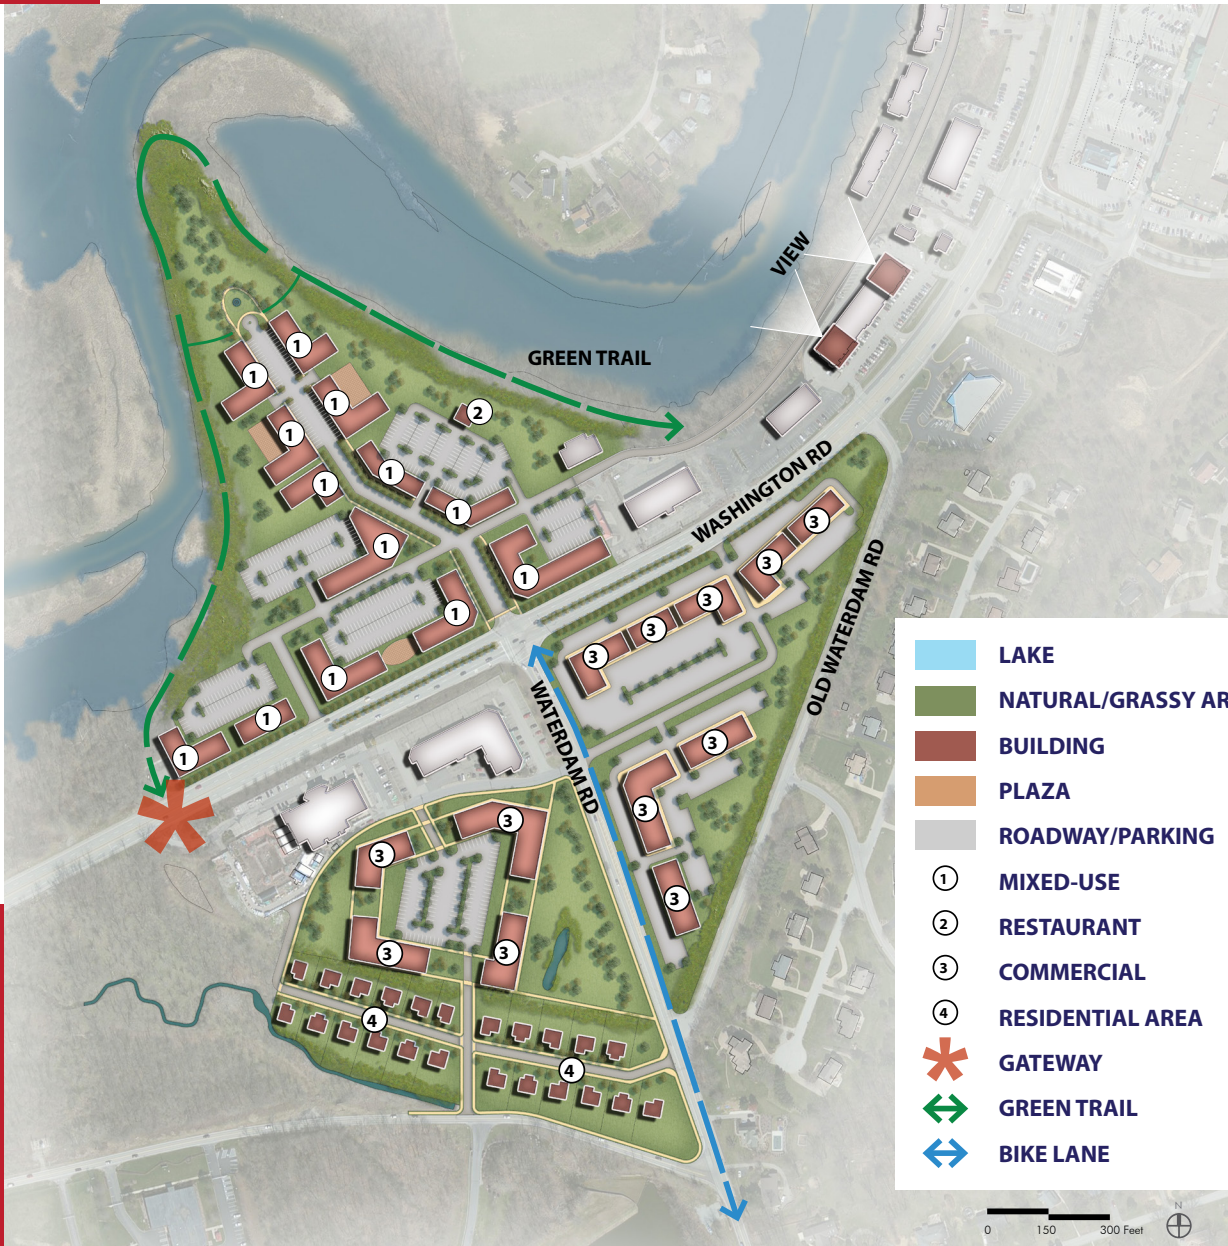 VIEW
GREEN TRAIL
1
1
1
2
1
1
1
1
WASHINGTON RD
3
1
3
1
1
3
3
3
OLD WATERDAM RD
1
WATERDAM RD
1
3
1
3
3
3
3
3
3
4
4
LAKE
NATURAL/GRASSY AR
BUILDING
PLAZA
ROADWAY/PARKING
1 MIXED-USE
2 RESTAURANT
3 COMMERCIAL
4 RESIDENTIAL AREA
GATEWAY
GREEN TRAIL
BIKE LANE
0 150 300 Feet
N